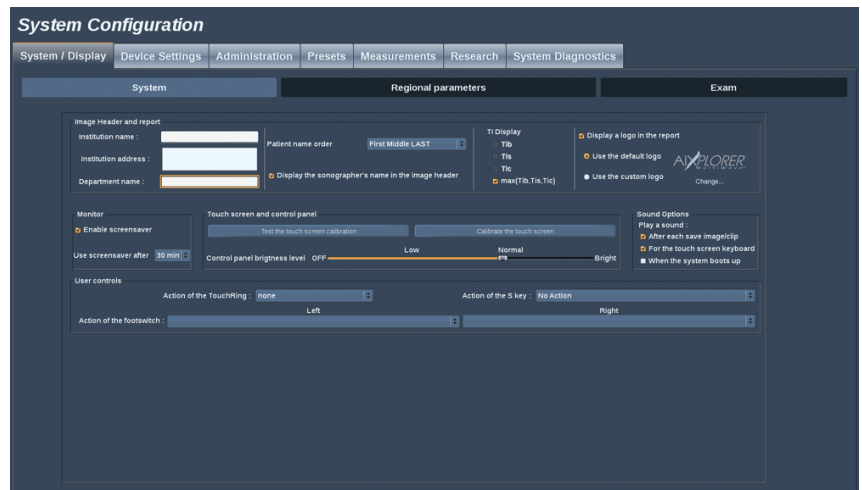 System Configuration
System / Display Device Settings Administration Presets Measurements Research System Diagnostics
System Regional parameters Exam
Image Header and report
Institution name :
Institution address :
Department name :
Patient name order First Middle LAST
Display the sonographer's name in the image header
TI Display
Tib
Tis
Tic
max(Tib,Tis,Tic)
Display a logo in the report
Use the default logo
AIXPLORER
Use the custom logo
Change...
Monitor
Enable screensaver
Use screensaver after 30 min
Touch screen and control panel
Test the touch screen calibration Calibrate the touch screen
Low Normal
Control panel brigtness level OFF Bright
Sound Options
Play a sound :
After each save image/clip
For the touch screen keyboard
When the system boots up
User controls
Action of the TouchRing : none Action of the S key : No Action
Left Right
Action of the footswitch :